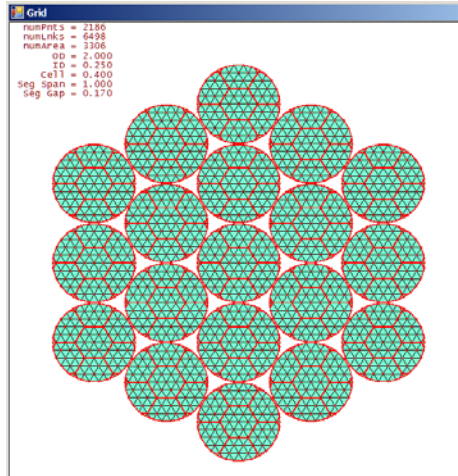 Grid
numPnts = 2186
numLnks = 6498
numArea = 3306
OD = 2.000
ID = 0.250
Cell = 0.400
Seg Span = 1.000
Seg Gap = 0.170